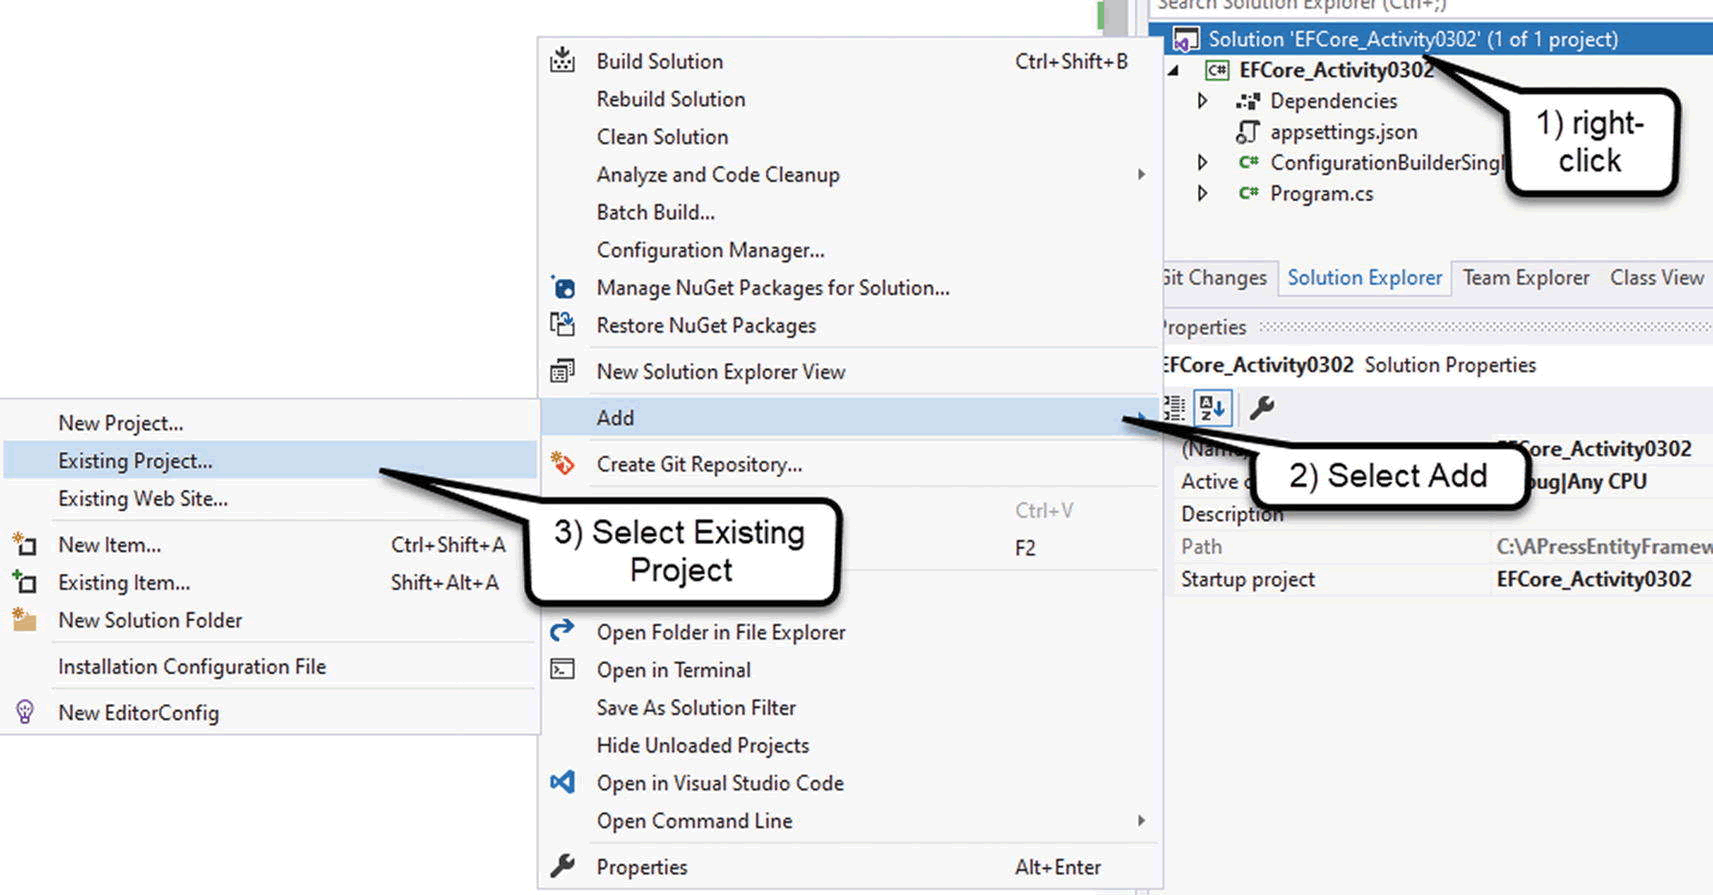 Search Solution Explorer (Ctrl+;)
Solution 'EFCore_Activity0302' (1 of 1 project)
EFCore_Activity0302
Dependencies
appsettings.json
ConfigurationBuilderSingl
Program.cs
1) right-
click
Git Changes
Solution Explorer
Team Explorer
Class View
Properties
EFCore_Activity0302 Solution Properties
(Nam
EFCore_Activity0302
Active c
bug|Any CPU
Description
Path
C:\APressEntityFramew
Startup project
EFCore_Activity0302
Build Solution Ctrl+Shift+B
Rebuild Solution
Clean Solution
Analyze and Code Cleanup
Batch Build...
Configuration Manager...
Manage NuGet Packages for Solution...
Restore NuGet Packages
New Solution Explorer View
Add
2) Select Add
Create Git Repository...
Ctrl+V
F2
Open Folder in File Explorer
Open in Terminal
Save As Solution Filter
Hide Unloaded Projects
Open in Visual Studio Code
Open Command Line
Properties Alt+Enter
New Project...
Existing Project...
Existing Web Site...
3) Select Existing
Project
New Item... Ctrl+Shift+A
Existing Item... Shift+Alt+A
New Solution Folder
Installation Configuration File
New EditorConfig